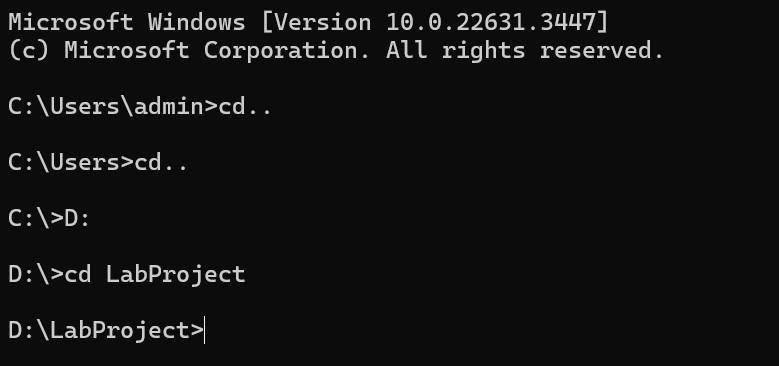 Microsoft Windows [Version 10.0.22631.3447]
(c) Microsoft Corporation. All rights reserved.
C:\Users\admin>cd..
C:\Users>cd..
C:\>D:
D:\>cd LabProject
D:\LabProject>